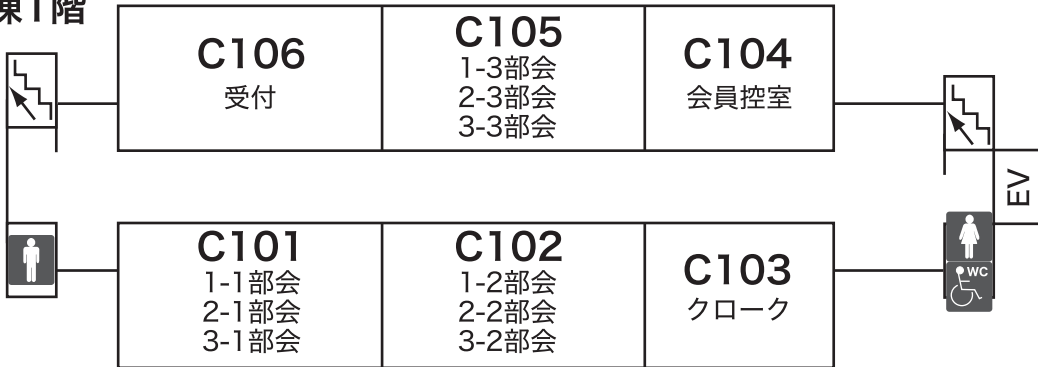 棟1階
C106
受付
C105
1-3部会
2-3部会
3-3部会
C104
会員控室
EV
C101
1-1部会
2-1部会
3-1部会
C102
1-2部会
2-2部会
3-2部会
C103
クローク
WC